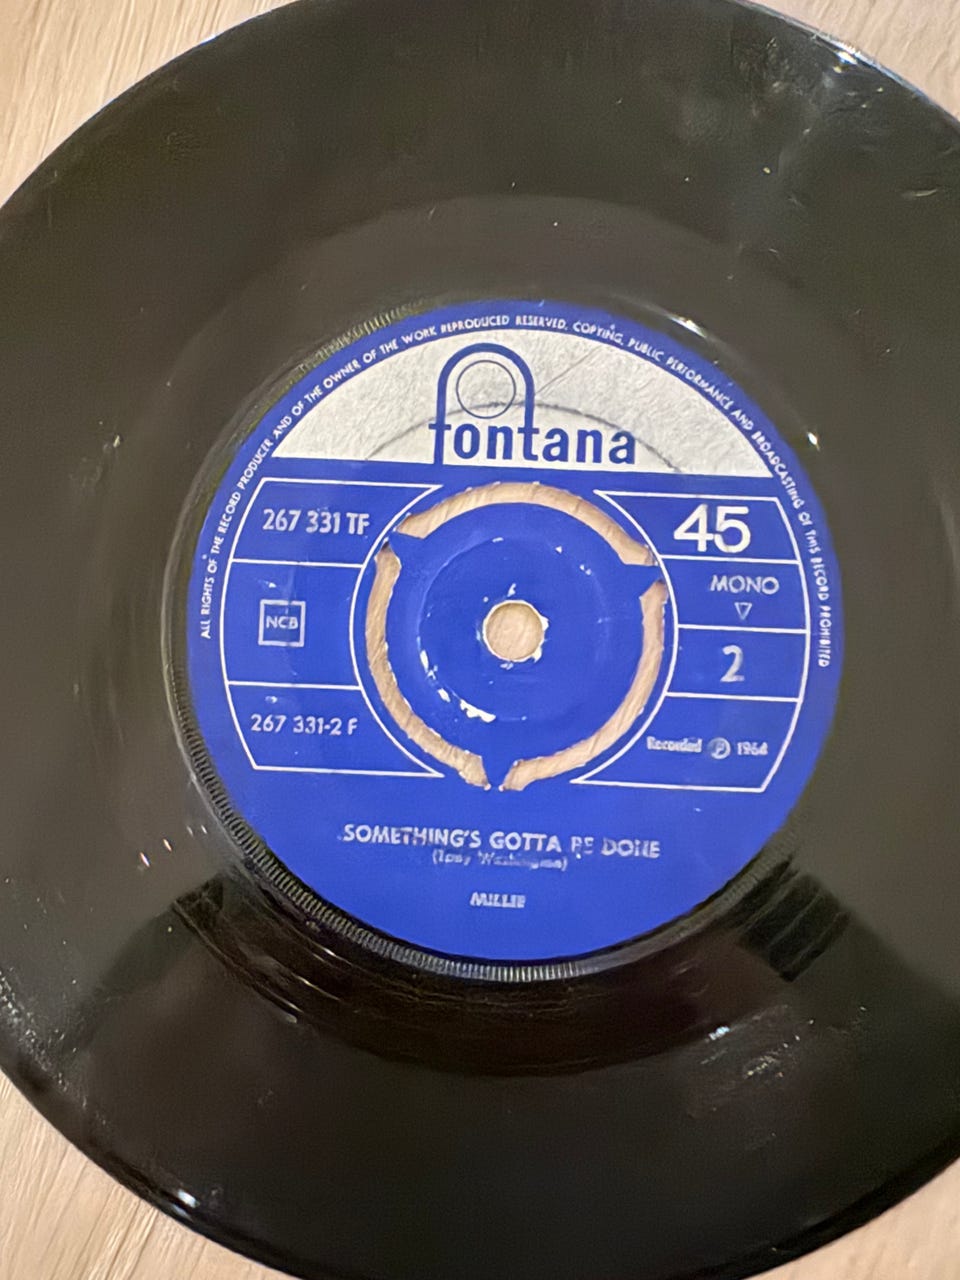 ALL RIGHTS OF THE RECORD PRODUCER AND OF THE OWNER OF THE WORK REPRODUCED RESERVED. COPYING, PUBLIC PERFORMANCE AND BROADCASTING OF THIS RECORD PROHIBITED
fontana
267 331 TF
45
MONO
NCB
2
267 331-2 F
Recorded ℗ 1964
SOMETHING'S GOTTA BE DONE
(Tony Washington)
MILLIE